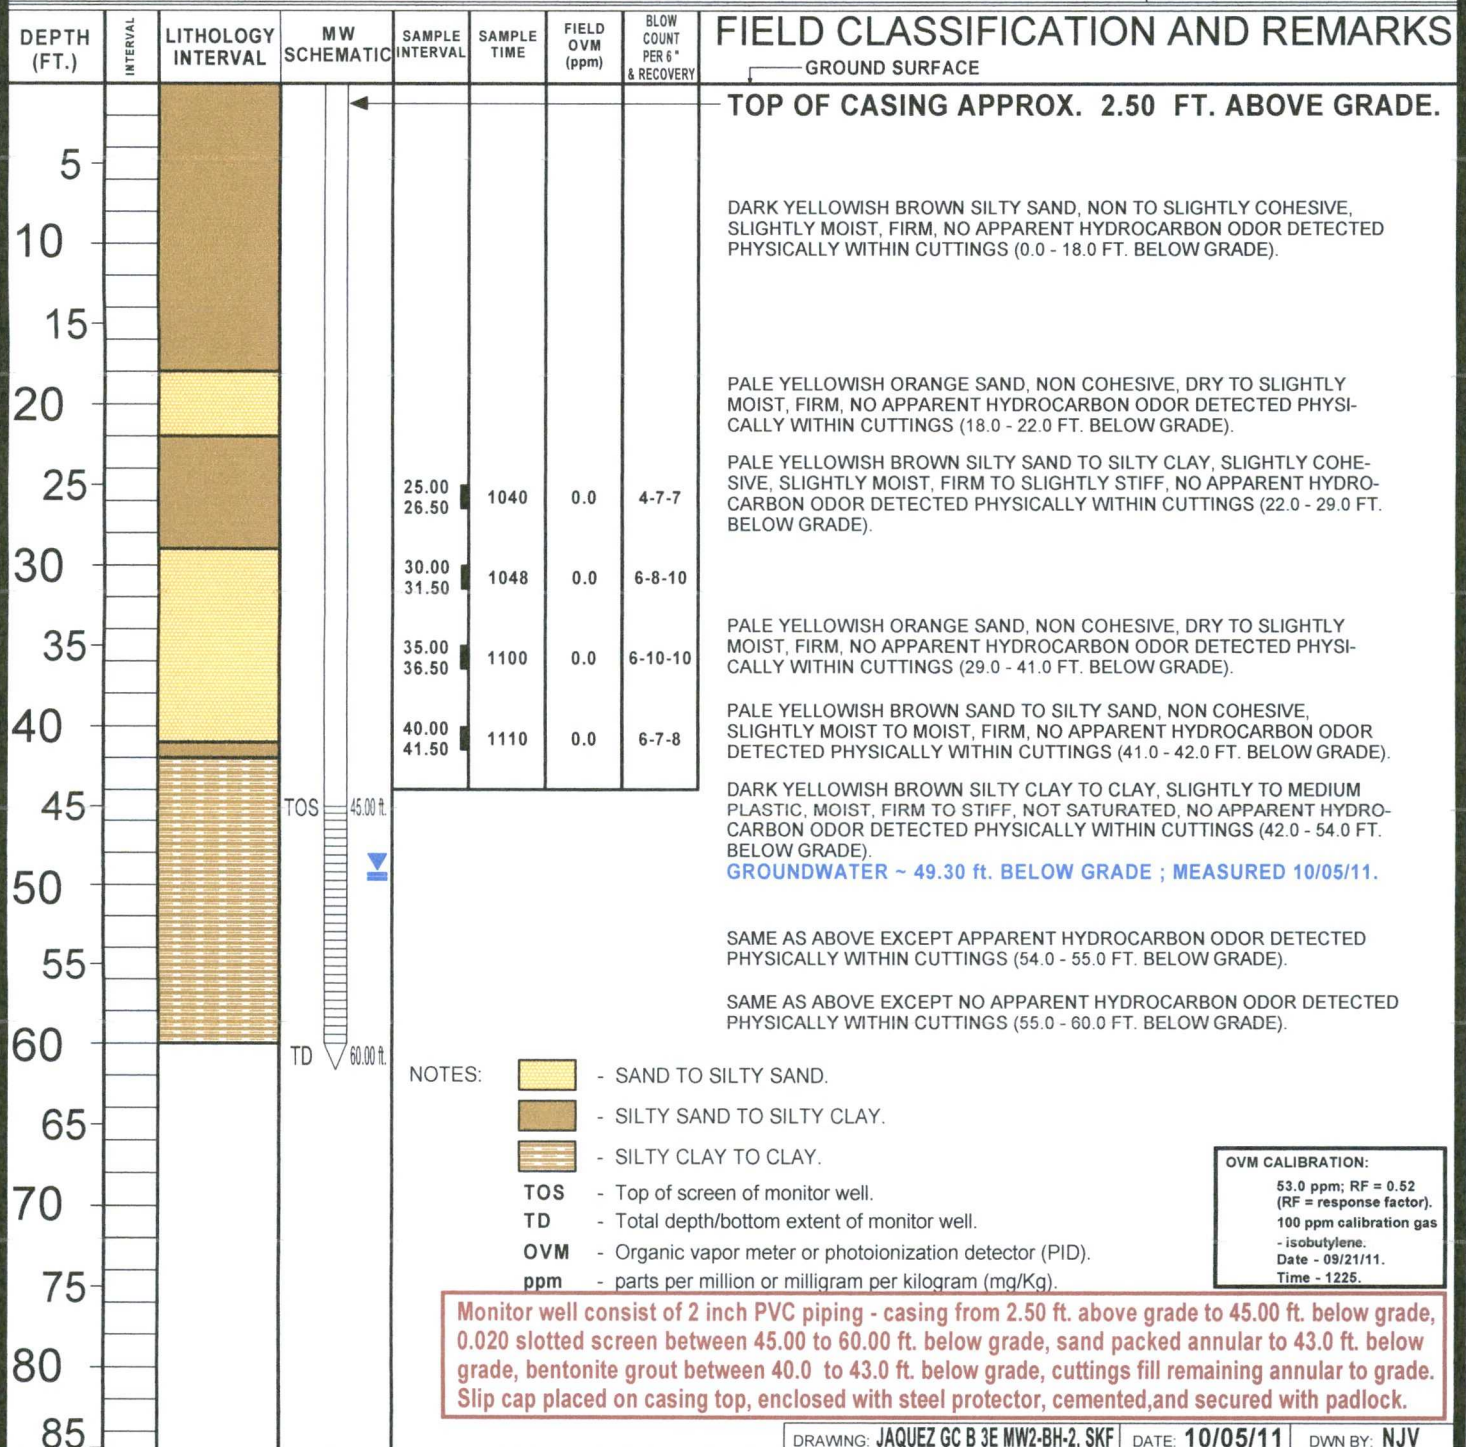 DEPTH (FT.)
INTERVAL
LITHOLOGY INTERVAL
MW SCHEMATIC
SAMPLE INTERVAL
SAMPLE TIME
FIELD OVM (ppm)
BLOW COUNT PER 6" & RECOVERY
FIELD CLASSIFICATION AND REMARKS
GROUND SURFACE
TOP OF CASING APPROX. 2.50 FT. ABOVE GRADE.
5
DARK YELLOWISH BROWN SILTY SAND, NON TO SLIGHTLY COHESIVE,
SLIGHTLY MOIST, FIRM, NO APPARENT HYDROCARBON ODOR DETECTED
PHYSICALLY WITHIN CUTTINGS (0.0 - 18.0 FT. BELOW GRADE).
10
15
20
PALE YELLOWISH ORANGE SAND, NON COHESIVE, DRY TO SLIGHTLY
MOIST, FIRM, NO APPARENT HYDROCARBON ODOR DETECTED PHYSI-
CALLY WITHIN CUTTINGS (18.0 - 22.0 FT. BELOW GRADE).
PALE YELLOWISH BROWN SILTY SAND TO SILTY CLAY, SLIGHTLY COHE-
SIVE, SLIGHTLY MOIST, FIRM TO SLIGHTLY STIFF, NO APPARENT HYDRO-
CARBON ODOR DETECTED PHYSICALLY WITHIN CUTTINGS (22.0 - 29.0 FT.
BELOW GRADE).
25
25.00
26.50
1040 0.0 4-7-7
30
30.00
31.50
1048 0.0 6-8-10
35
35.00
36.50
1100 0.0 6-10-10
PALE YELLOWISH ORANGE SAND, NON COHESIVE, DRY TO SLIGHTLY
MOIST, FIRM, NO APPARENT HYDROCARBON ODOR DETECTED PHYSI-
CALLY WITHIN CUTTINGS (29.0 - 41.0 FT. BELOW GRADE).
40
40.00
41.50
1110 0.0 6-7-8
PALE YELLOWISH BROWN SAND TO SILTY SAND, NON COHESIVE,
SLIGHTLY MOIST TO MOIST, FIRM, NO APPARENT HYDROCARBON ODOR
DETECTED PHYSICALLY WITHIN CUTTINGS (41.0 - 42.0 FT. BELOW GRADE).
45
TOS 45.00 ft.
DARK YELLOWISH BROWN SILTY CLAY TO CLAY, SLIGHTLY TO MEDIUM
PLASTIC, MOIST, FIRM TO STIFF, NOT SATURATED, NO APPARENT HYDRO-
CARBON ODOR DETECTED PHYSICALLY WITHIN CUTTINGS (42.0 - 54.0 FT.
BELOW GRADE).
GROUNDWATER ~ 49.30 ft. BELOW GRADE ; MEASURED 10/05/11.
50
55
SAME AS ABOVE EXCEPT APPARENT HYDROCARBON ODOR DETECTED
PHYSICALLY WITHIN CUTTINGS (54.0 - 55.0 FT. BELOW GRADE).
SAME AS ABOVE EXCEPT NO APPARENT HYDROCARBON ODOR DETECTED
PHYSICALLY WITHIN CUTTINGS (55.0 - 60.0 FT. BELOW GRADE).
60
TD 60.00 ft.
NOTES:
- SAND TO SILTY SAND.
- SILTY SAND TO SILTY CLAY.
- SILTY CLAY TO CLAY.
TOS - Top of screen of monitor well.
TD - Total depth/bottom extent of monitor well.
OVM - Organic vapor meter or photoionization detector (PID).
ppm - parts per million or milligram per kilogram (mg/Kg).
65
70
75
80
85
OVM CALIBRATION:
53.0 ppm; RF = 0.52
(RF = response factor).
100 ppm calibration gas
- isobutylene.
Date - 09/21/11.
Time - 1225.
Monitor well consist of 2 inch PVC piping - casing from 2.50 ft. above grade to 45.00 ft. below grade,
0.020 slotted screen between 45.00 to 60.00 ft. below grade, sand packed annular to 43.0 ft. below
grade, bentonite grout between 40.0 to 43.0 ft. below grade, cuttings fill remaining annular to grade.
Slip cap placed on casing top, enclosed with steel protector, cemented,and secured with padlock.
DRAWING: JAQUEZ GC B 3E MW2-BH-2. SKF DATE: 10/05/11 DWN BY: NJV